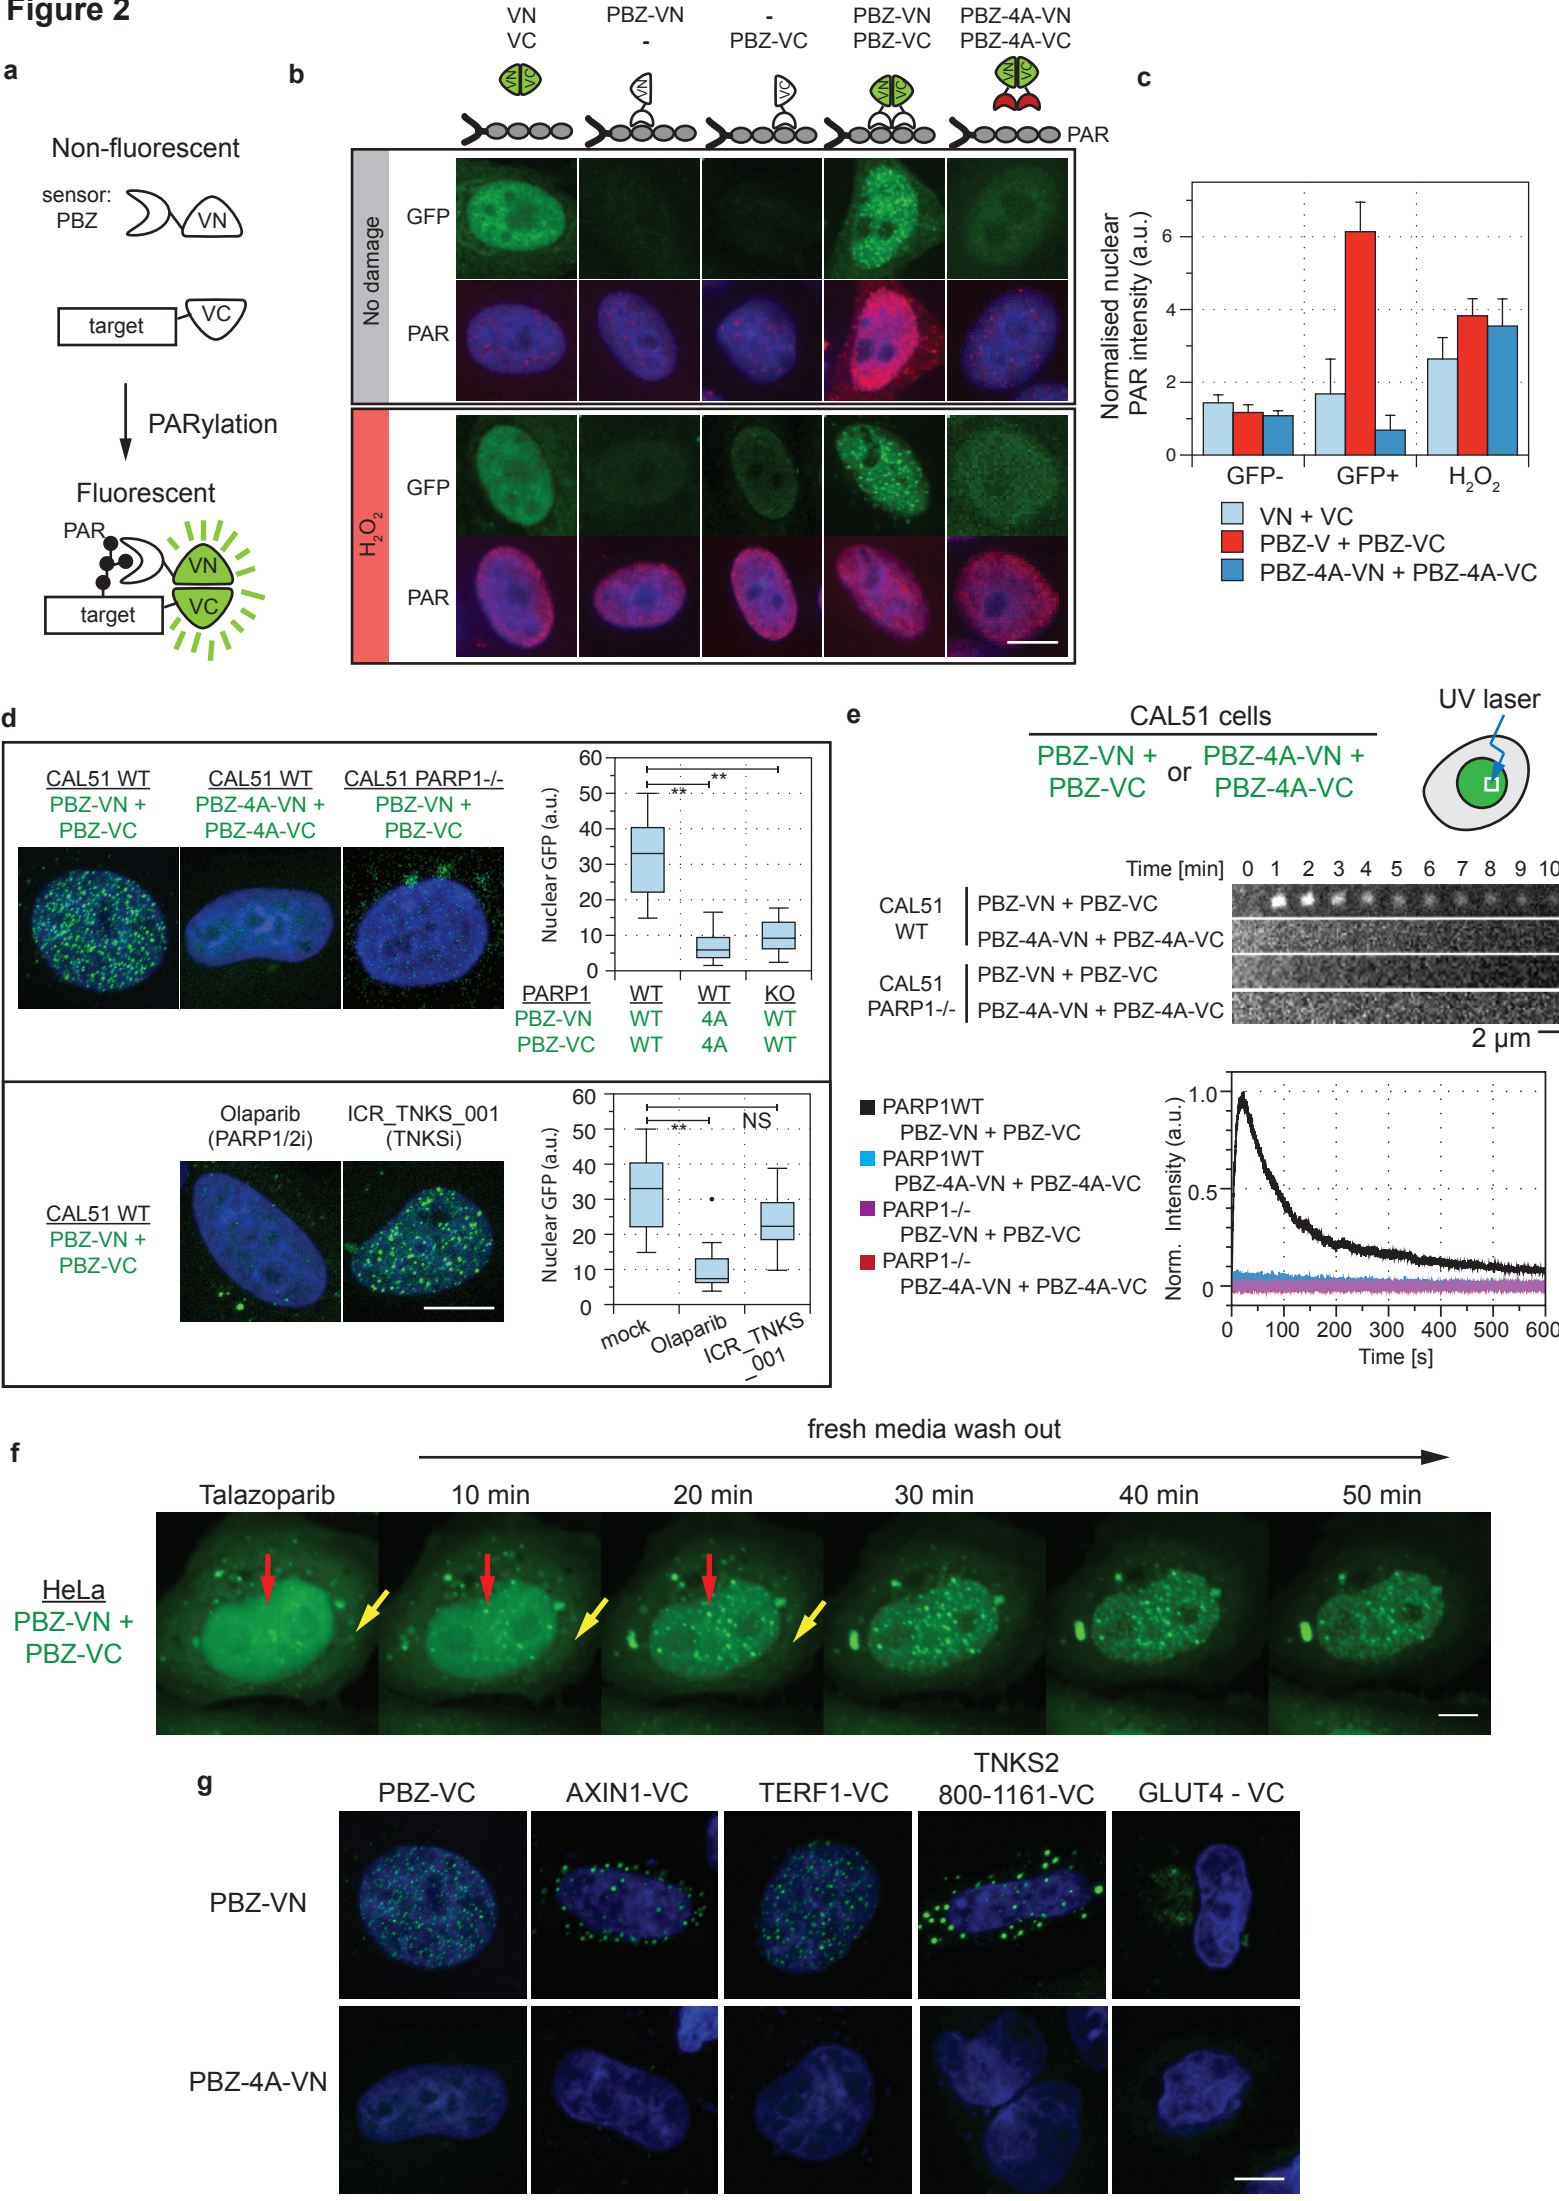 Figure 2
a
Non-fluorescent
sensor:
PBZ
VN
target
VC
PARylation
Fluorescent
PAR
VN
target
VC
b
VN PBZ-VN - PBZ-VN PBZ-4A-VN
VC - PBZ-VC PBZ-VC PBZ-4A-VC
VN VC VN VC VN VC VN VC
PAR
No damage
GFP
PAR
H2O2
GFP
PAR
c
Normalised nuclear
PAR intensity (a.u.)
6
4
2
0
GFP- GFP+ H2O2
VN + VC
PBZ-V + PBZ-VC
PBZ-4A-VN + PBZ-4A-VC
d
CAL51 WT CAL51 WT CAL51 PARP1-/-
PBZ-VN + PBZ-4A-VN + PBZ-VN +
PBZ-VC PBZ-4A-VC PBZ-VC
Nuclear GFP (a.u.)
60
50
40
30
20
10
0
**
**
PARP1 WT WT KO
PBZ-VN WT 4A WT
PBZ-VC WT 4A WT
Olaparib ICR_TNKS_001
(PARP1/2i) (TNKSi)
CAL51 WT
PBZ-VN +
PBZ-VC
Nuclear GFP (a.u.)
60
50
40
30
20
10
0
NS
**
mock Olaparib ICR_TNKS
_001
e
CAL51 cells
PBZ-VN + or PBZ-4A-VN +
PBZ-VC PBZ-4A-VC
UV laser
Time [min] 0 1 2 3 4 5 6 7 8 9 10
CAL51
WT
PBZ-VN + PBZ-VC
PBZ-4A-VN + PBZ-4A-VC
CAL51
PARP1-/-
PBZ-VN + PBZ-VC
PBZ-4A-VN + PBZ-4A-VC
2 µm
PARP1WT
PBZ-VN + PBZ-VC
PARP1WT
PBZ-4A-VN + PBZ-4A-VC
PARP1-/-
PBZ-VN + PBZ-VC
PARP1-/-
PBZ-4A-VN + PBZ-4A-VC
Norm. Intensity (a.u.)
1.0
0.5
0
0 100 200 300 400 500 600
Time [s]
f
fresh media wash out
Talazoparib 10 min 20 min 30 min 40 min 50 min
HeLa
PBZ-VN +
PBZ-VC
g
PBZ-VC AXIN1-VC TERF1-VC TNKS2
800-1161-VC GLUT4 - VC
PBZ-VN
PBZ-4A-VN